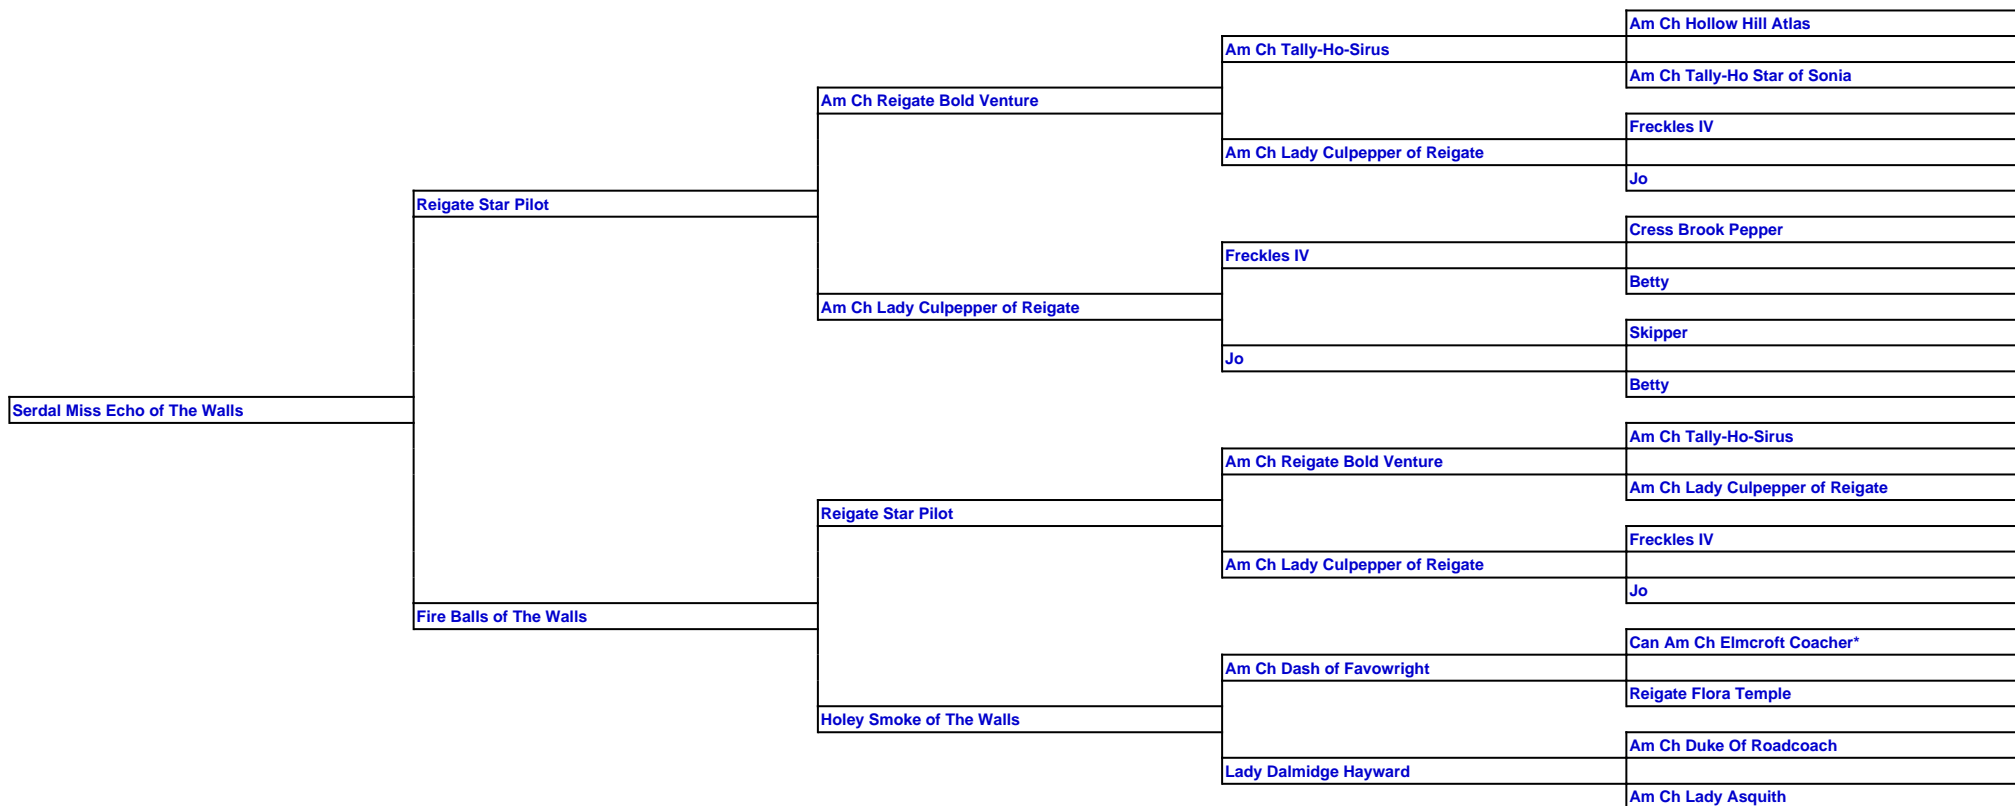 Am Ch Hollow Hill Atlas
Am Ch Tally-Ho-Sirus
Am Ch Tally-Ho Star of Sonia
Am Ch Reigate Bold Venture
Freckles IV
Am Ch Lady Culpepper of Reigate
Jo
Reigate Star Pilot
Cress Brook Pepper
Freckles IV
Betty
Am Ch Lady Culpepper of Reigate
Skipper
Jo
Betty
Serdal Miss Echo of The Walls
Am Ch Tally-Ho-Sirus
Am Ch Reigate Bold Venture
Am Ch Lady Culpepper of Reigate
Reigate Star Pilot
Freckles IV
Am Ch Lady Culpepper of Reigate
Jo
Fire Balls of The Walls
Can Am Ch Elmcroft Coacher*
Am Ch Dash of Favowright
Reigate Flora Temple
Holey Smoke of The Walls
Am Ch Duke Of Roadcoach
Lady Dalmidge Hayward
Am Ch Lady Asquith